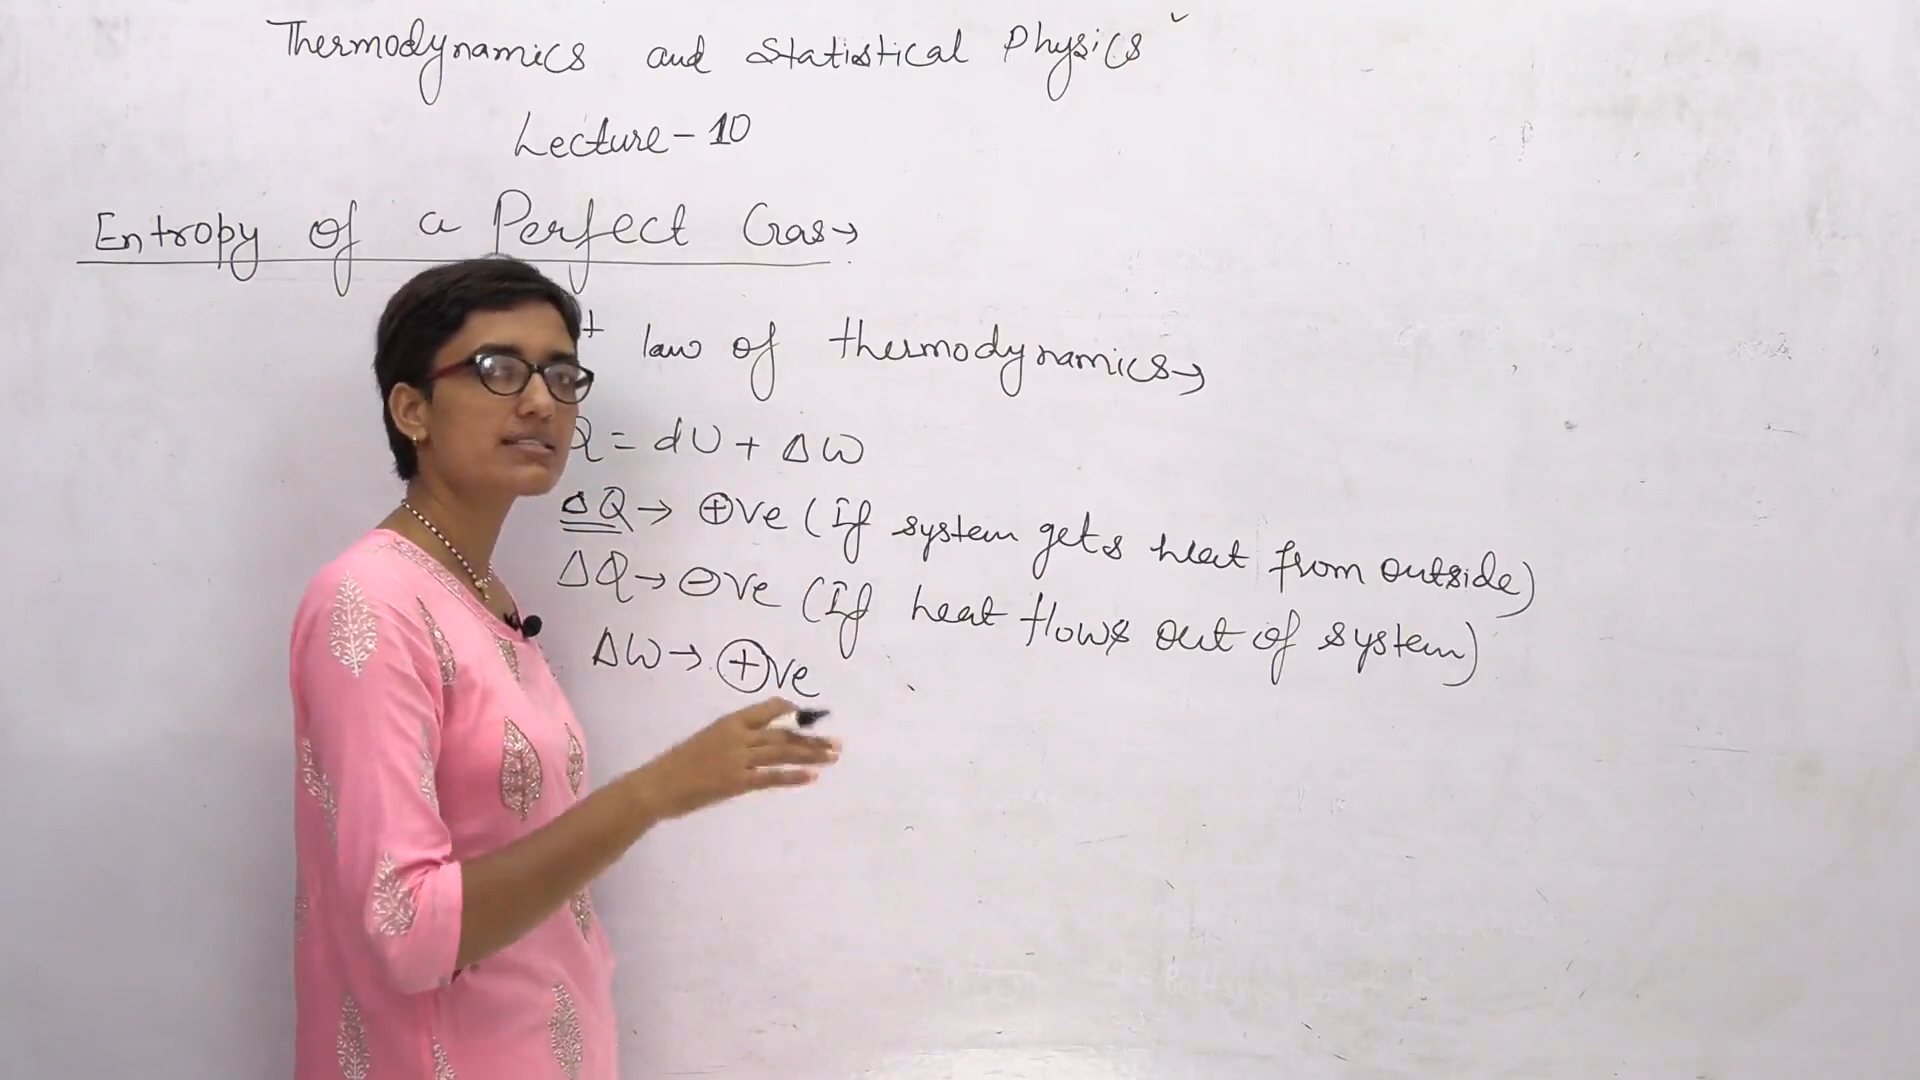 Thermodynamics and Statistical Physics
Lecture-10
Entropy of a Perfect Gas→
law of thermodynamics→
Q = dU + ΔW
ΔQ → ⊕ve (If system gets heat from outside)
ΔQ → ⊖ve (If heat flows out of system)
ΔW → ⊕ve